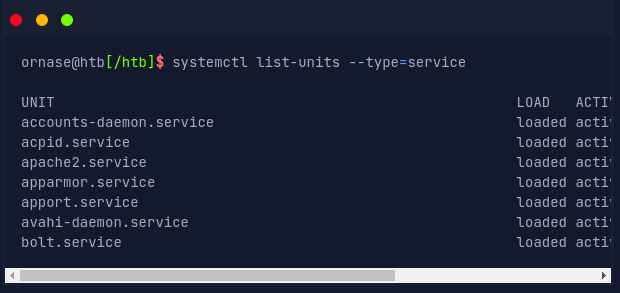 ornase@htb[/htb]$ systemctl list-units --type=service
UNIT LOAD ACTIV
accounts-daemon.service loaded activ
acpid.service loaded activ
apache2.service loaded activ
apparmor.service loaded activ
apport.service loaded activ
avahi-daemon.service loaded activ
bolt.service loaded activ